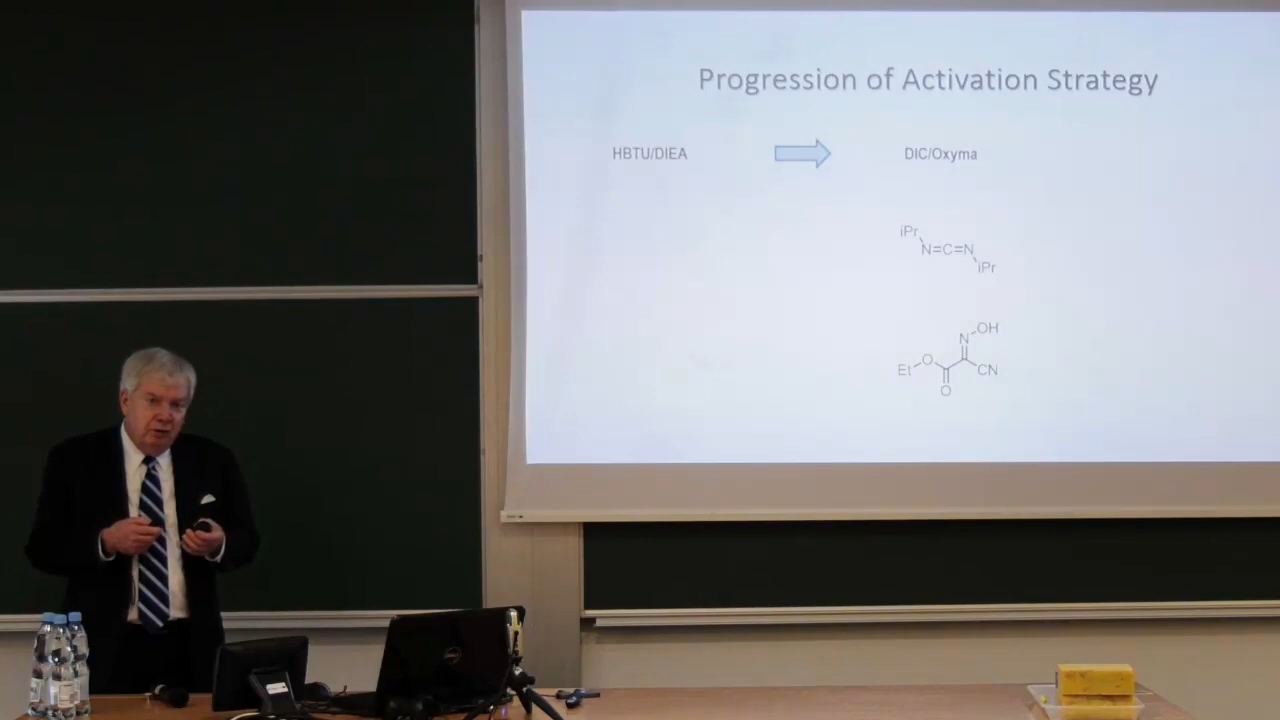 Progression of Activation Strategy
HBTU/DIEA
DIC/Oxyma
iPr
N=C=N
iPr
N
OH
Et
O
CN
O